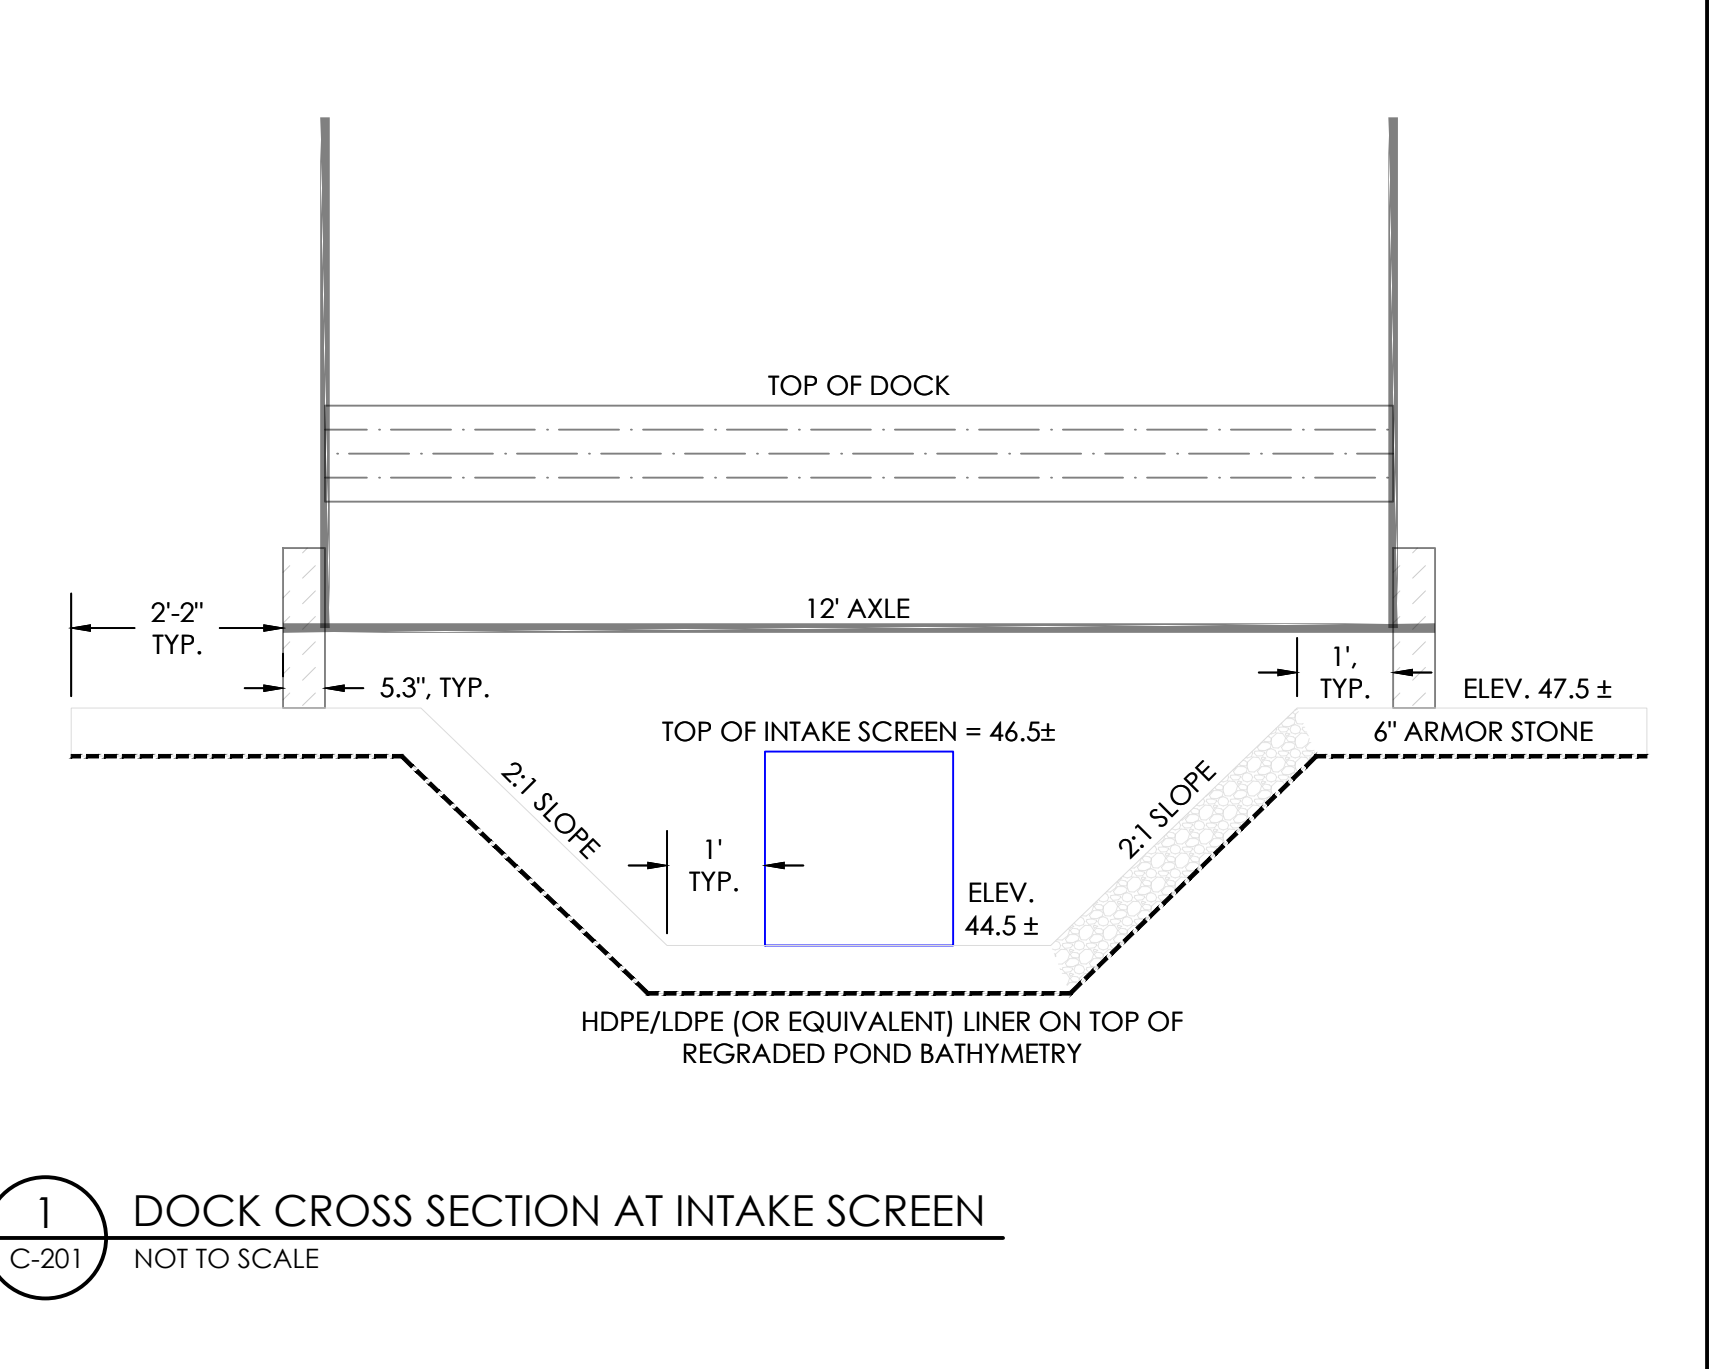 TOP OF DOCK
12' AXLE
2'-2"
TYP.
5.3", TYP.
1',
TYP.
ELEV. 47.5 ±
6" ARMOR STONE
TOP OF INTAKE SCREEN = 46.5±
2:1 SLOPE
2:1 SLOPE
1'
TYP.
ELEV.
44.5 ±
HDPE/LDPE (OR EQUIVALENT) LINER ON TOP OF
REGRADED POND BATHYMETRY
1
C-201
DOCK CROSS SECTION AT INTAKE SCREEN
NOT TO SCALE